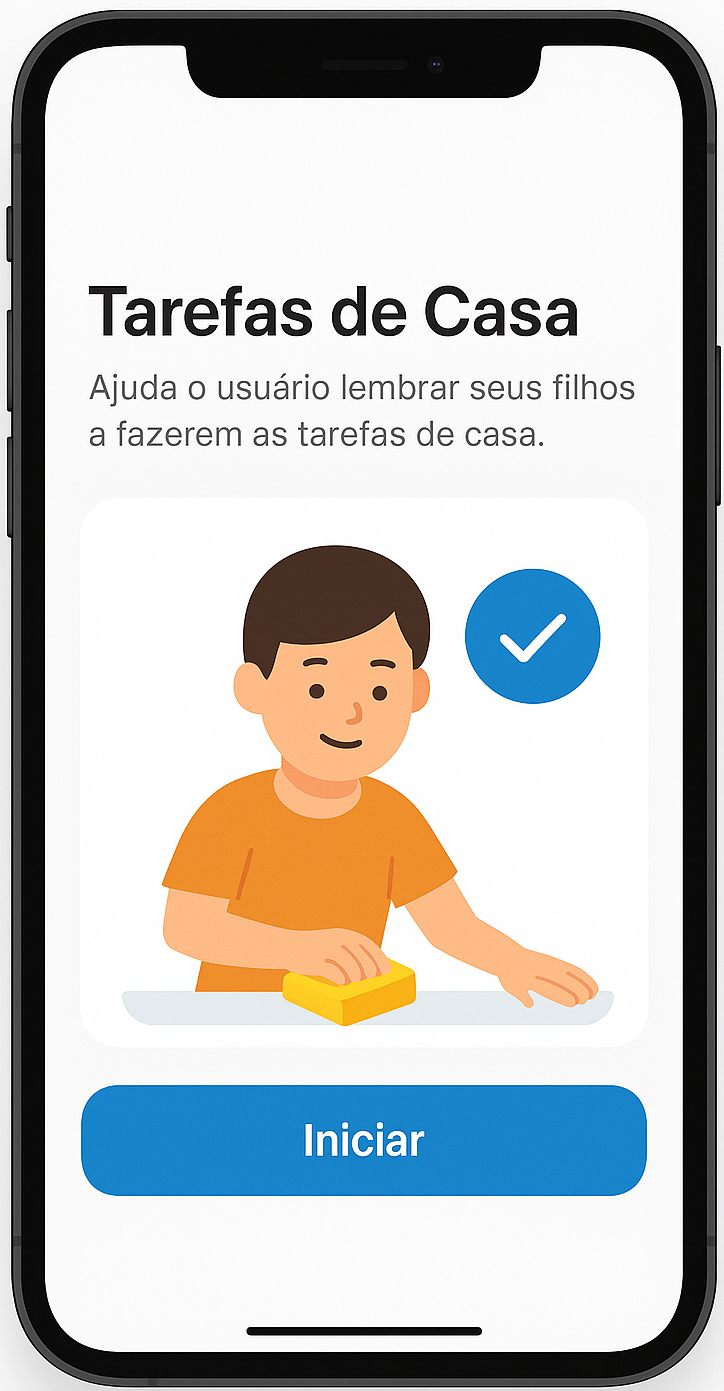 Tarefas de Casa
Ajuda o usuário lembrar seus filhos
a fazerem as tarefas de casa.
Iniciar